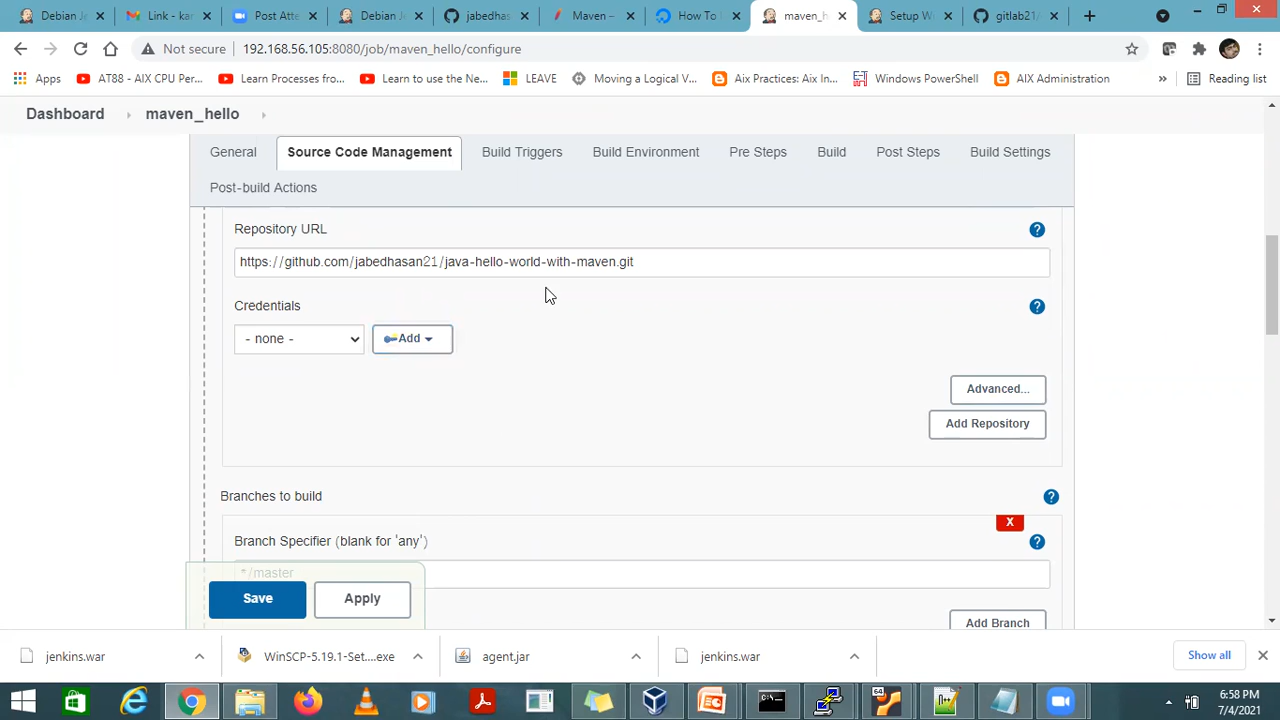 Debian Je
Link - kar
Post Atte
Debian Je
jabedhas
Maven –
How To
maven_h
Setup Wi
gitlab21/
Not secure 192.168.56.105:8080/job/maven_hello/configure
Apps AT88 - AIX CPU Per... Learn Processes fro... Learn to use the Ne... LEAVE Moving a Logical V... Aix Practices: Aix In... Windows PowerShell AIX Administration » Reading list
Dashboard maven_hello
General Source Code Management Build Triggers Build Environment Pre Steps Build Post Steps Build Settings
Post-build Actions
Repository URL
https://github.com/jabedhasan21/java-hello-world-with-maven.git
Credentials
- none - Add
Advanced...
Add Repository
Branches to build
X
Branch Specifier (blank for 'any')
*/master
Save Apply
Add Branch
jenkins.war WinSCP-5.19.1-Set....exe agent.jar jenkins.war Show all
64
6:58 PM
7/4/2021